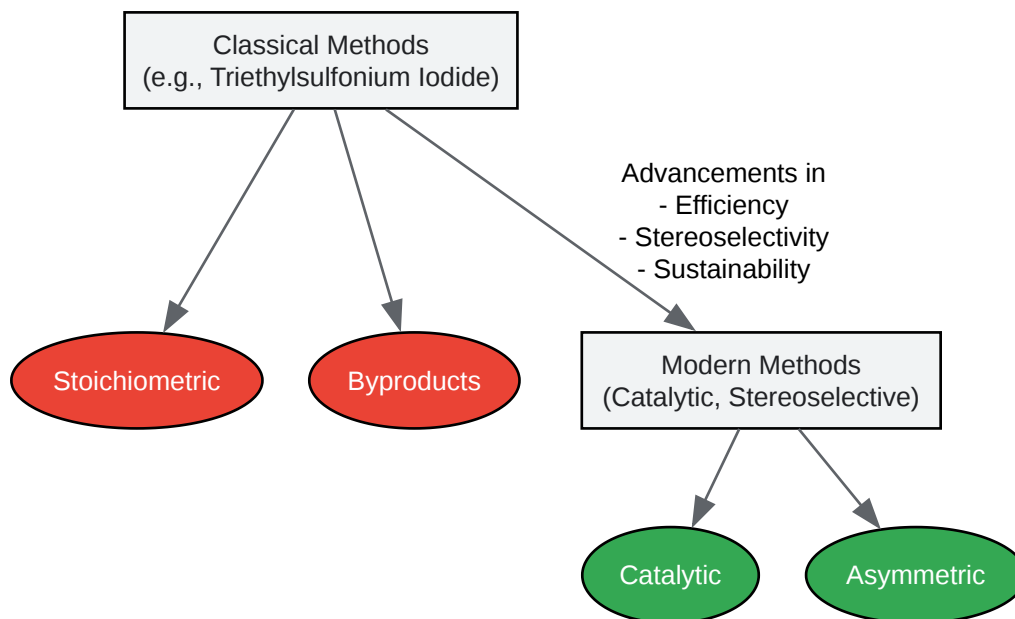 Classical Methods
(e.g., Triethylsulfonium Iodide)
Advancements in
- Efficiency
- Stereoselectivity
- Sustainability
Stoichiometric
Byproducts
Modern Methods
(Catalytic, Stereoselective)
Catalytic
Asymmetric